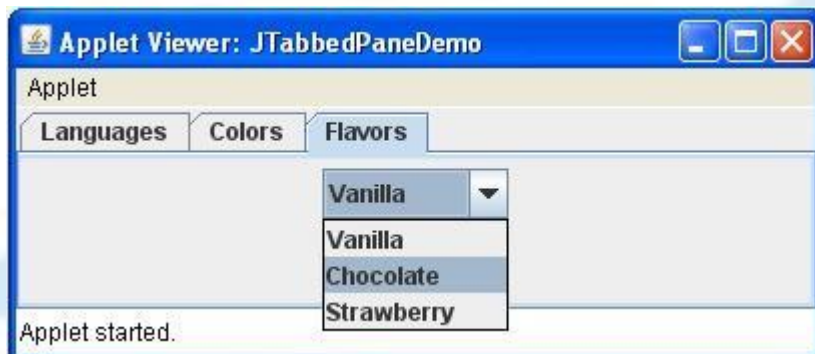 Applet Viewer: JTabbedPaneDemo
Applet
Languages Colors Flavors
Vanilla
Vanilla
Chocolate
Strawberry
Applet started.